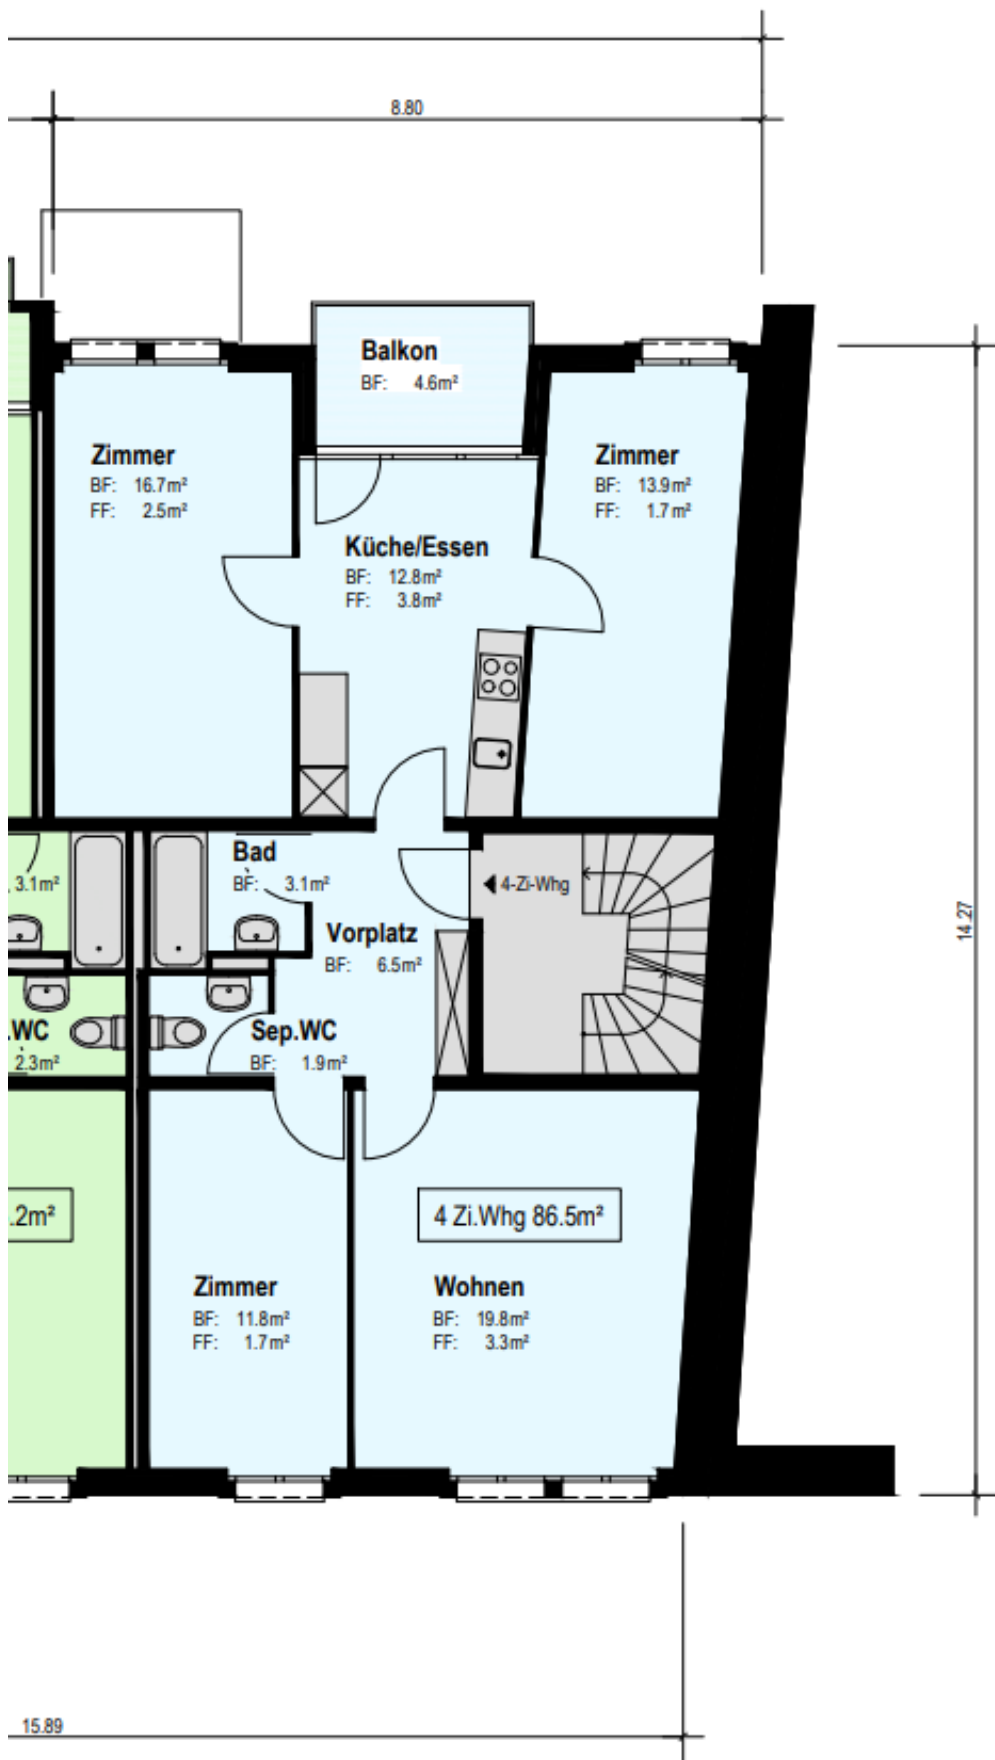 8.80
Balkon
BF: 4.6m²
Zimmer
BF: 16.7m²
FF: 2.5m²
Zimmer
BF: 13.9m²
FF: 1.7m²
Küche/Essen
BF: 12.8m²
FF: 3.8m²
3.1m²
Bad
BF: 3.1m²
4-Zi-Whg
Vorplatz
BF: 6.5m²
14.27
.WC
2.3m²
Sep.WC
BF: 1.9m²
.2m²
4 Zi.Whg 86.5m²
Zimmer
BF: 11.8m²
FF: 1.7m²
Wohnen
BF: 19.8m²
FF: 3.3m²
15.89